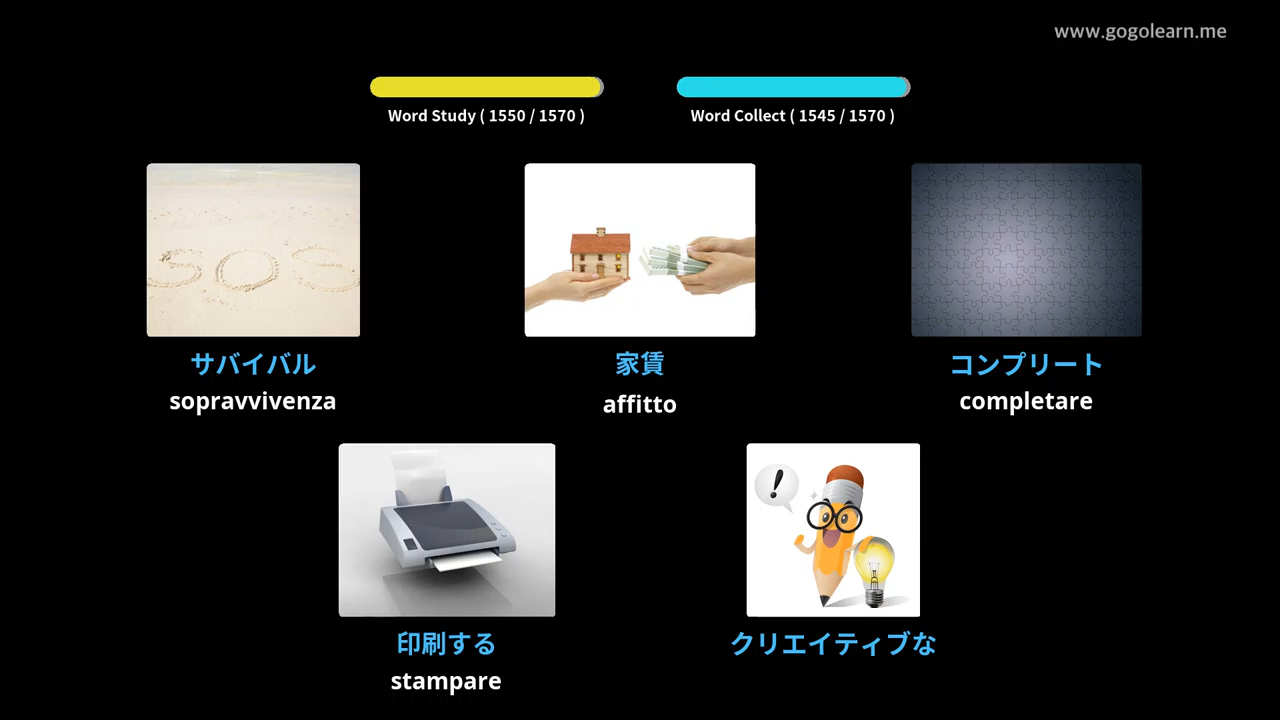 www.gogolearn.me
Word Study ( 1550 / 1570 )
Word Collect ( 1545 / 1570 )
SOS
サバイバル
sopravvivenza
家賃
affitto
コンプリート
completare
!
印刷する
stampare
クリエイティブな